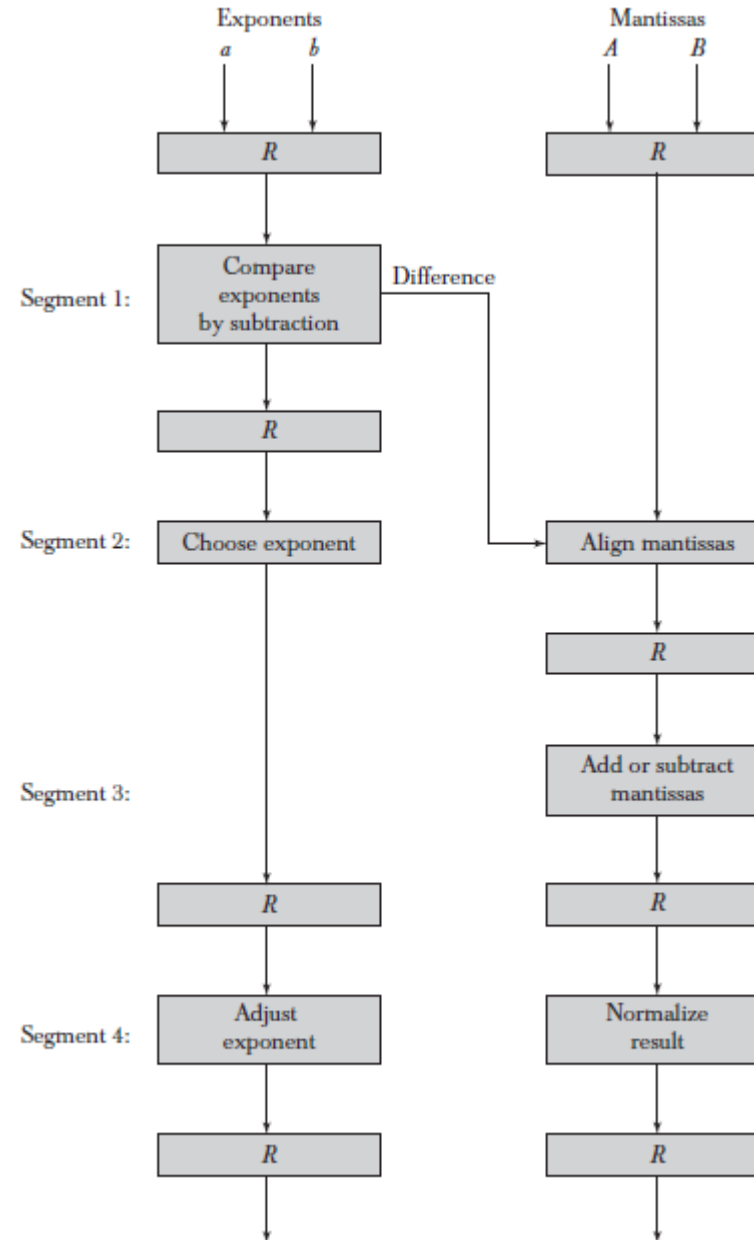 Exponents
Mantissas
a b
A B
R
R
Segment 1:
Compare
exponents
by subtraction
Difference
R
Segment 2:
Choose exponent
Align mantissas
R
Segment 3:
Add or subtract
mantissas
R
R
Segment 4:
Adjust
exponent
Normalize
result
R
R